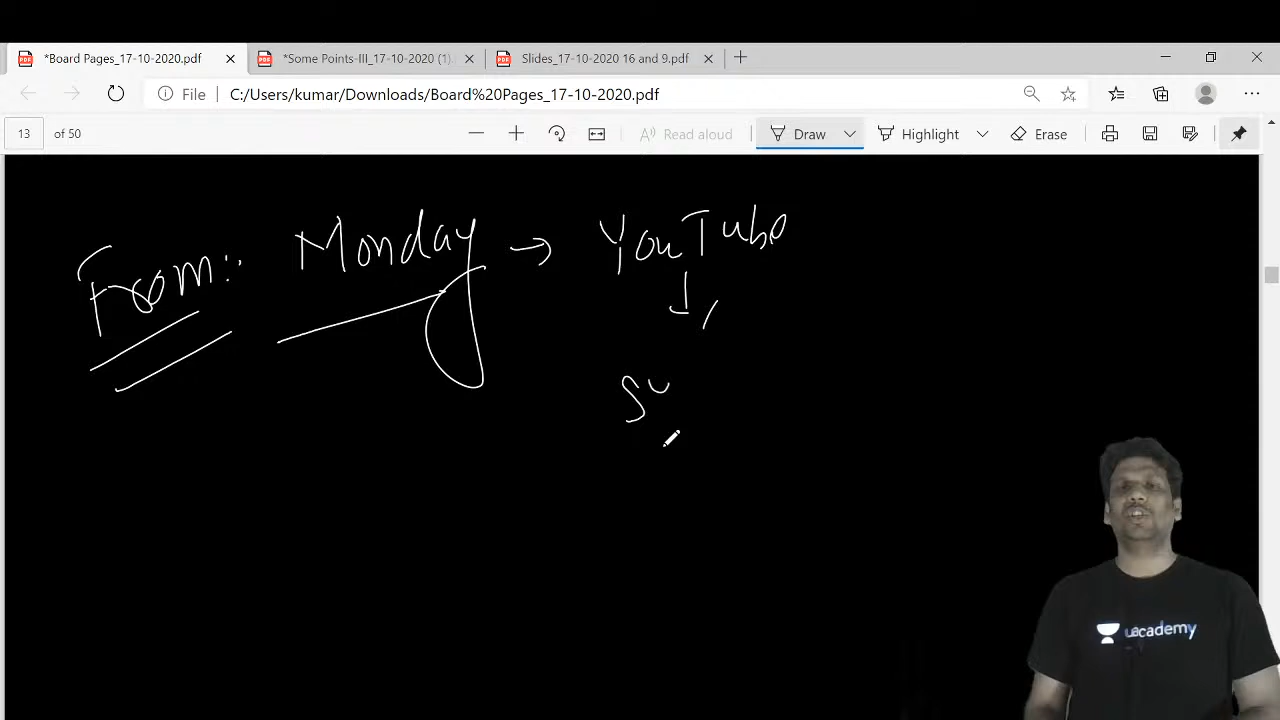 *Board Pages_17-10-2020.pdf
*Some Points-III_17-10-2020 (1).
Slides_17-10-2020 16 and 9.pdf
File C:/Users/kumar/Downloads/Board%20Pages_17-10-2020.pdf
13 of 50 Read aloud Draw Highlight Erase
From:- Monday → YouTube
unacademy